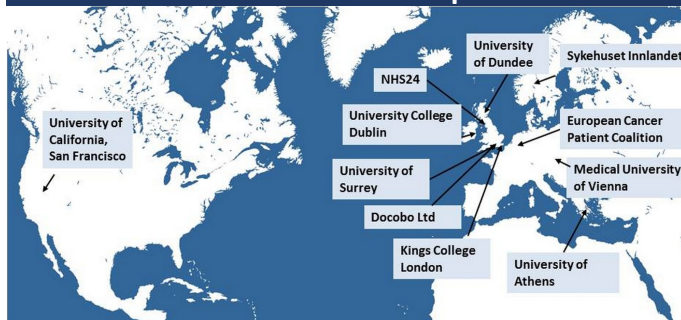 University
of Dundee
Sykehuset Innlandet
NHS24
University College
Dublin
European Cancer
Patient Coalition
University of
California,
San Francisco
University of
Surrey
Medical University
of Vienna
Docobo Ltd
Kings College
London
University of
Athens